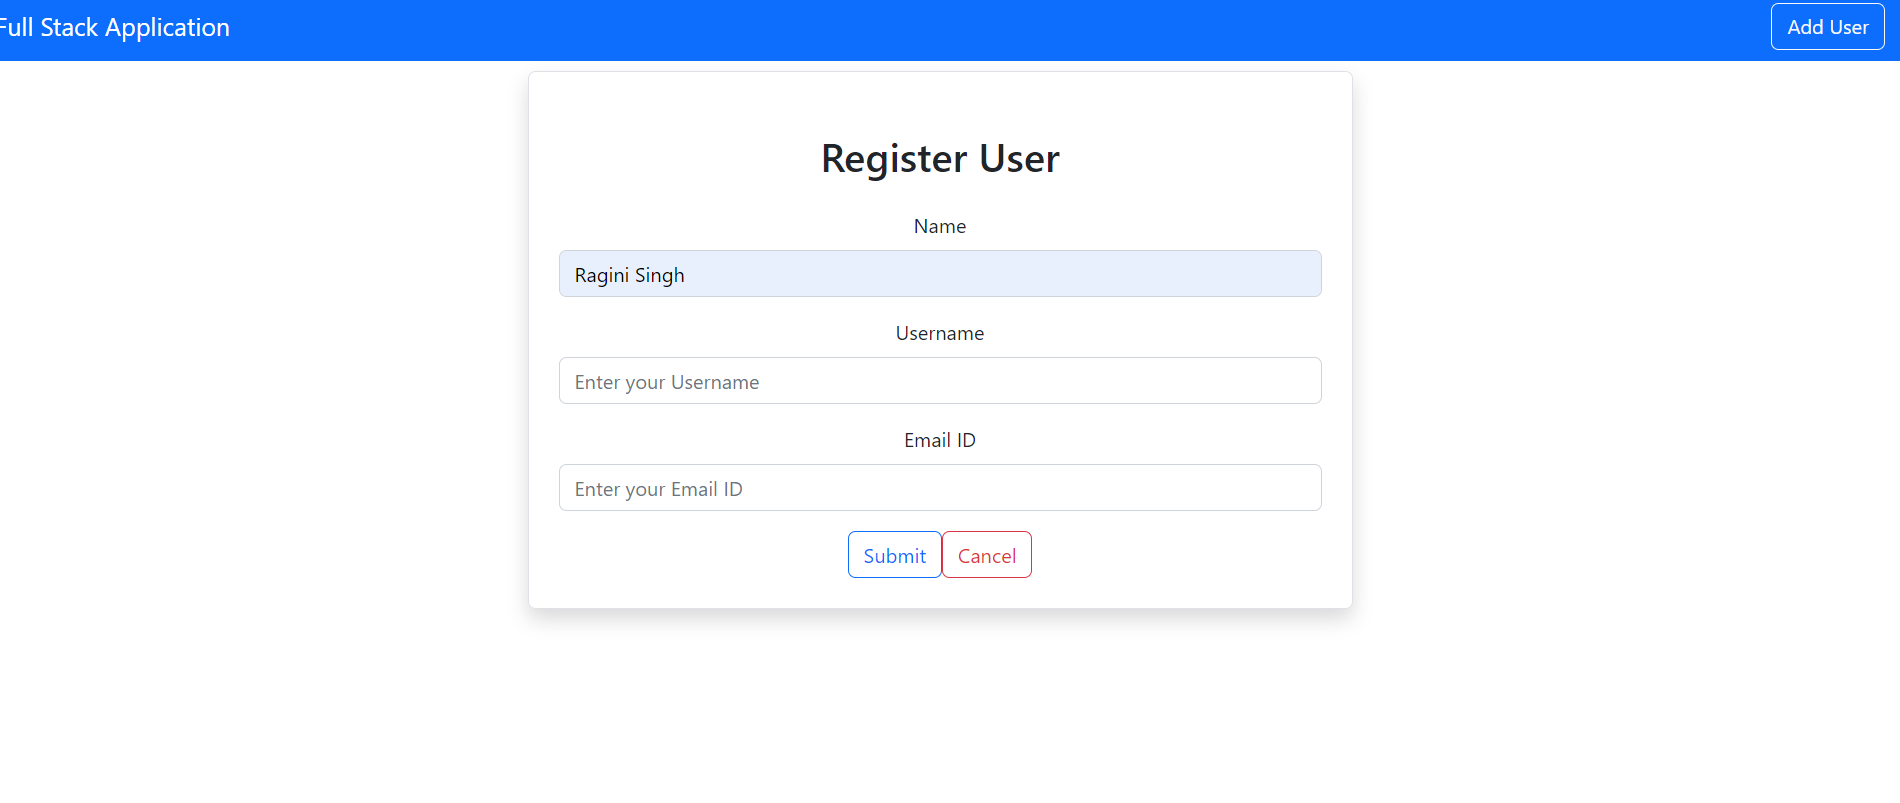 Full Stack Application
Add User
Register User
Name
Ragini Singh
Username
Enter your Username
Email ID
Enter your Email ID
Submit Cancel